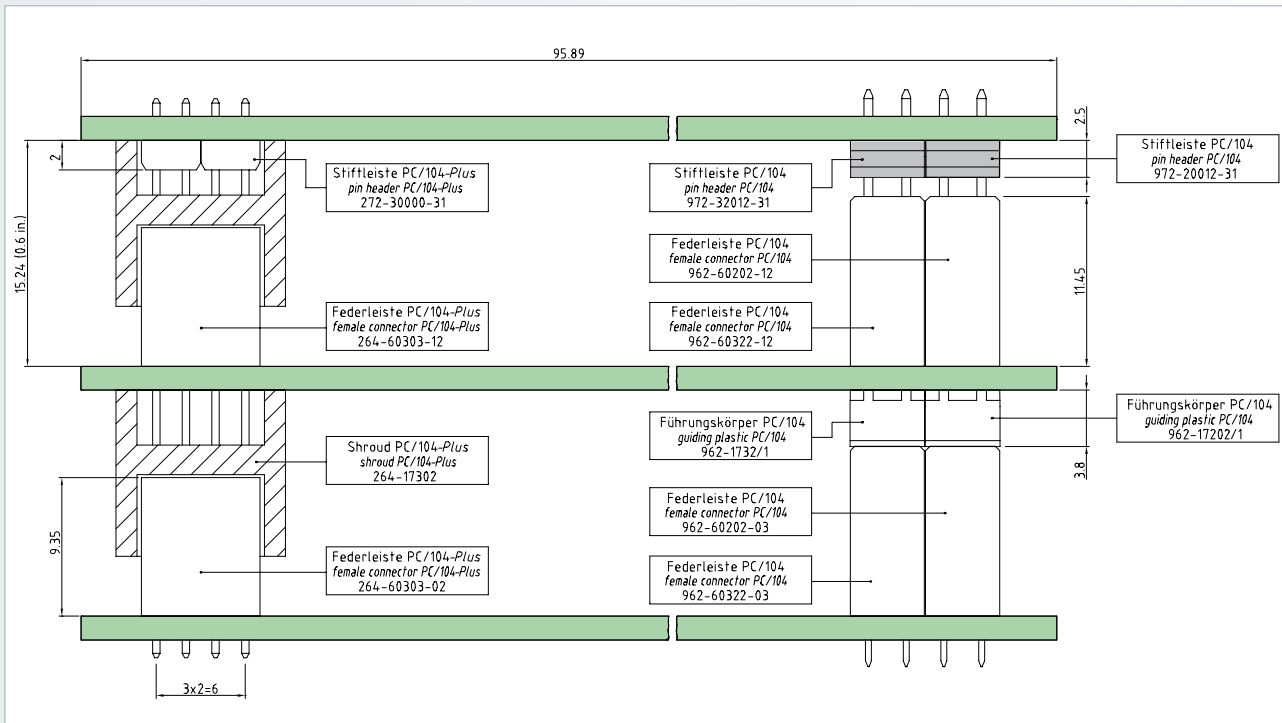 95.89
2
15.24 (0.6 in.)
9.35
3x2=6
2.5
11.45
3.8
Stiftleiste PC/104-Plus
pin header PC/104-Plus
272-30000-31
Federleiste PC/104-Plus
female connector PC/104-Plus
264-60303-12
Shroud PC/104-Plus
shroud PC/104-Plus
264-17302
Federleiste PC/104-Plus
female connector PC/104-Plus
264-60303-02
Stiftleiste PC/104
pin header PC/104
972-32012-31
Federleiste PC/104
female connector PC/104
962-60202-12
Federleiste PC/104
female connector PC/104
962-60322-12
Führungskörper PC/104
guiding plastic PC/104
962-1732/1
Federleiste PC/104
female connector PC/104
962-60202-03
Federleiste PC/104
female connector PC/104
962-60322-03
Stiftleiste PC/104
pin header PC/104
972-20012-31
Führungskörper PC/104
guiding plastic PC/104
962-17202/1